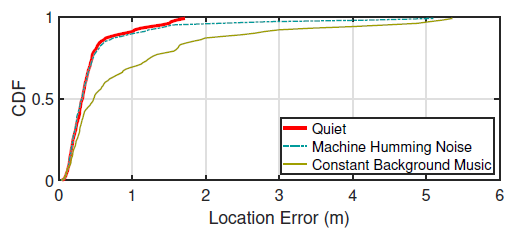 1
CDF
0.5
Quiet
Machine Humming Noise
Constant Background Music
0
0 1 2 3 4 5 6
Location Error (m)